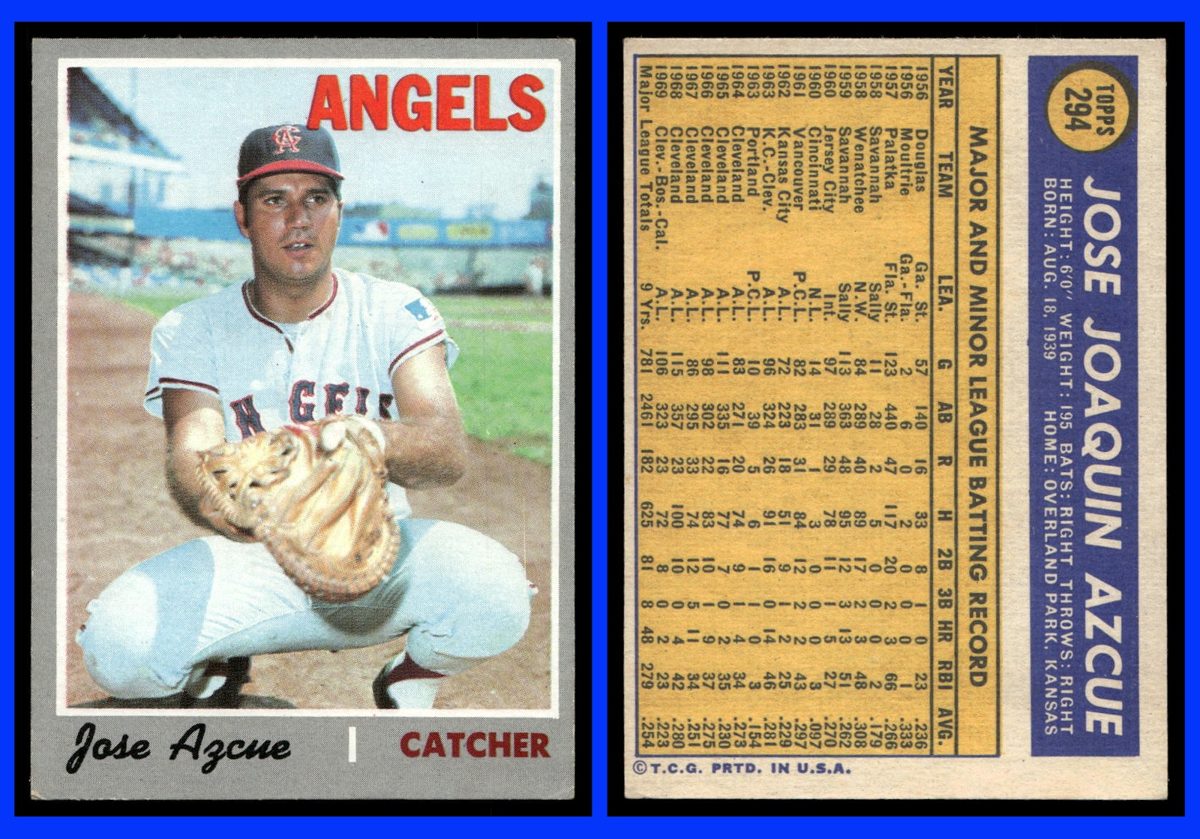 ANGELS
CA
ANGELS
Jose Azcue | CATCHER
TOPPS
294
JOSE JOAQUIN AZCUE
HEIGHT: 6'0" WEIGHT: 195 BATS: RIGHT THROWS: RIGHT
BORN: AUG. 18, 1939 HOME: OVERLAND PARK, KANSAS
MAJOR AND MINOR LEAGUE BATTING RECORD
YEAR TEAM LEA. G AB R H 2B 3B HR RBI AVG.
1956 Douglas Ga. St. 57 140 16 33 8 1 0 23 .236
1956 Moultrie Ga.-Fla. 2 6 0 2 0 0 0 1 .333
1957 Palatka Fla. St. 123 440 47 117 20 2 3 66 .266
1958 Savannah Sally 11 28 2 5 0 0 0 2 .179
1958 Wenatchee N.W. 84 289 40 89 17 2 5 48 .308
1959 Savannah Sally 113 363 48 95 12 3 13 51 .262
1960 Jersey City Int. 97 289 29 78 11 1 5 27 .270
1960 Cincinnati N.L. 14 31 1 3 0 0 0 3 .097
1961 Vancouver P.C.L. 82 283 31 84 12 2 2 43 .297
1962 Kansas City A.L. 72 223 18 51 9 1 2 25 .229
1963 K.C.-Clev. A.L. 96 324 26 91 16 0 14 46 .281
1963 Portland P.C.L. 10 39 5 6 1 0 1 3 .154
1964 Cleveland A.L. 83 271 20 74 9 1 4 34 .273
1965 Cleveland A.L. 111 335 16 77 7 0 2 35 .230
1966 Cleveland A.L. 98 302 22 83 10 1 9 37 .275
1967 Cleveland A.L. 86 295 33 74 12 5 11 34 .251
1968 Cleveland A.L. 115 357 23 100 10 0 4 42 .280
1969 Clev.-Bos.-Cal. A.L. 106 323 23 72 8 0 2 23 .223
Major League Totals 9 Yrs. 781 2461 182 625 81 8 48 279 .254
© T.C.G. PRTD. IN U.S.A.